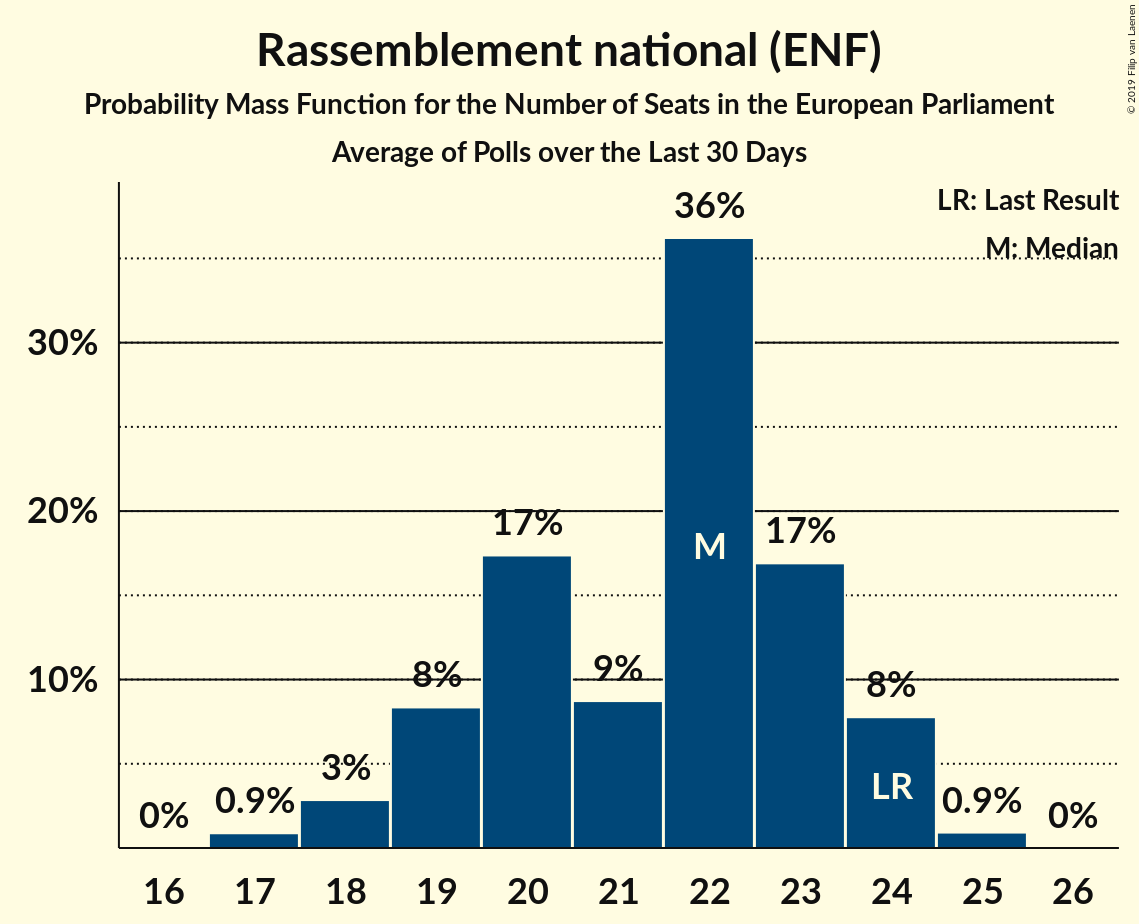 Rassemblement national (ENF)
Probability Mass Function for the Number of Seats in the European Parliament
Average of Polls over the Last 30 Days
© 2019 Filip van Laenen
LR: Last Result
M: Median
30%
20%
10%
0%
0.9%
3%
8%
17%
9%
36%
17%
8%
0.9%
0%
M
LR
16 17 18 19 20 21 22 23 24 25 26